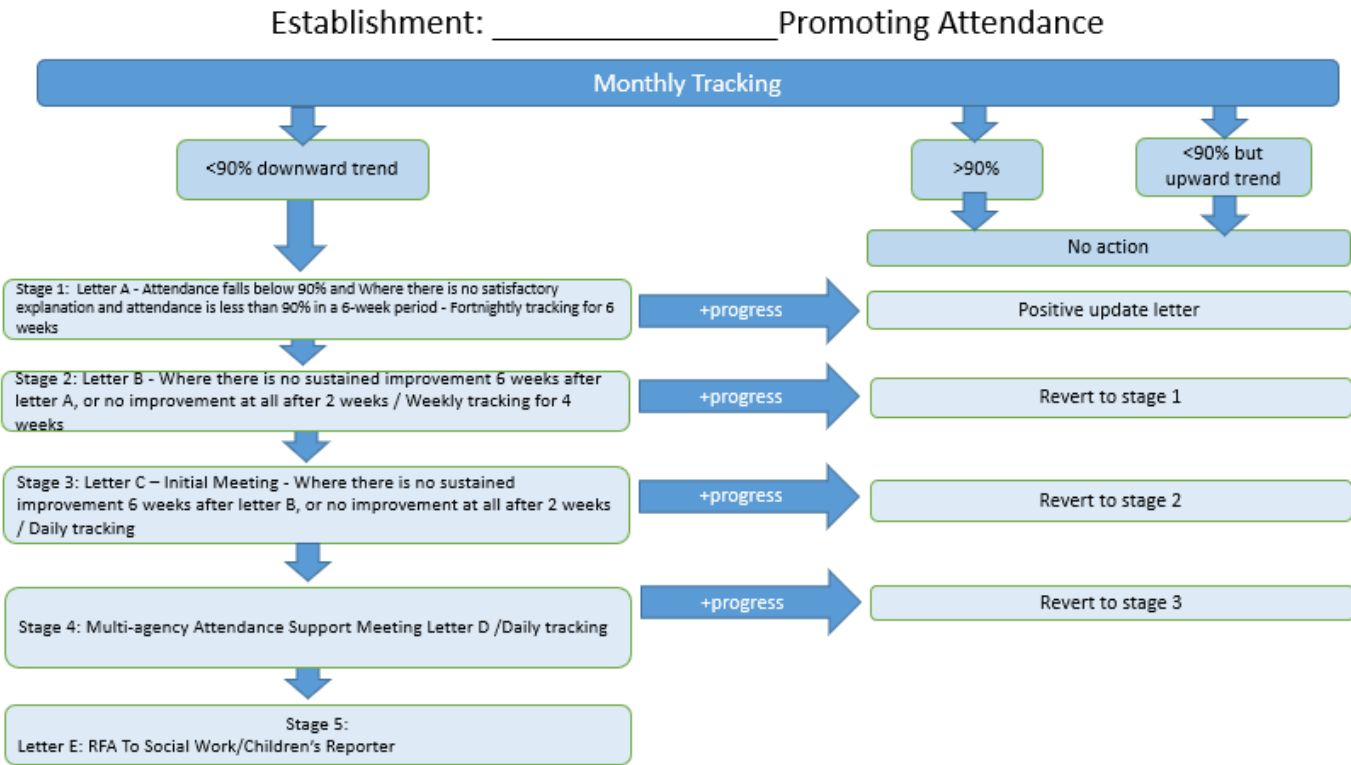 Establishment: _________________Promoting Attendance
Monthly Tracking
<90% downward trend
>90%
<90% but
upward trend
No action
Stage 1:  Letter A - Attendance falls below 90% and Where there is no satisfactory
explanation and attendance is less than 90% in a 6-week period - Fortnightly tracking for 6
weeks
+progress
Positive update letter
Stage 2: Letter B - Where there is no sustained improvement 6 weeks after
letter A, or no improvement at all after 2 weeks / Weekly tracking for 4
weeks
+progress
Revert to stage 1
Stage 3: Letter C – Initial Meeting - Where there is no sustained
improvement 6 weeks after letter B, or no improvement at all after 2 weeks
/ Daily tracking
+progress
Revert to stage 2
Stage 4: Multi-agency Attendance Support Meeting Letter D /Daily tracking
+progress
Revert to stage 3
Stage 5:
Letter E: RFA To Social Work/Children’s Reporter